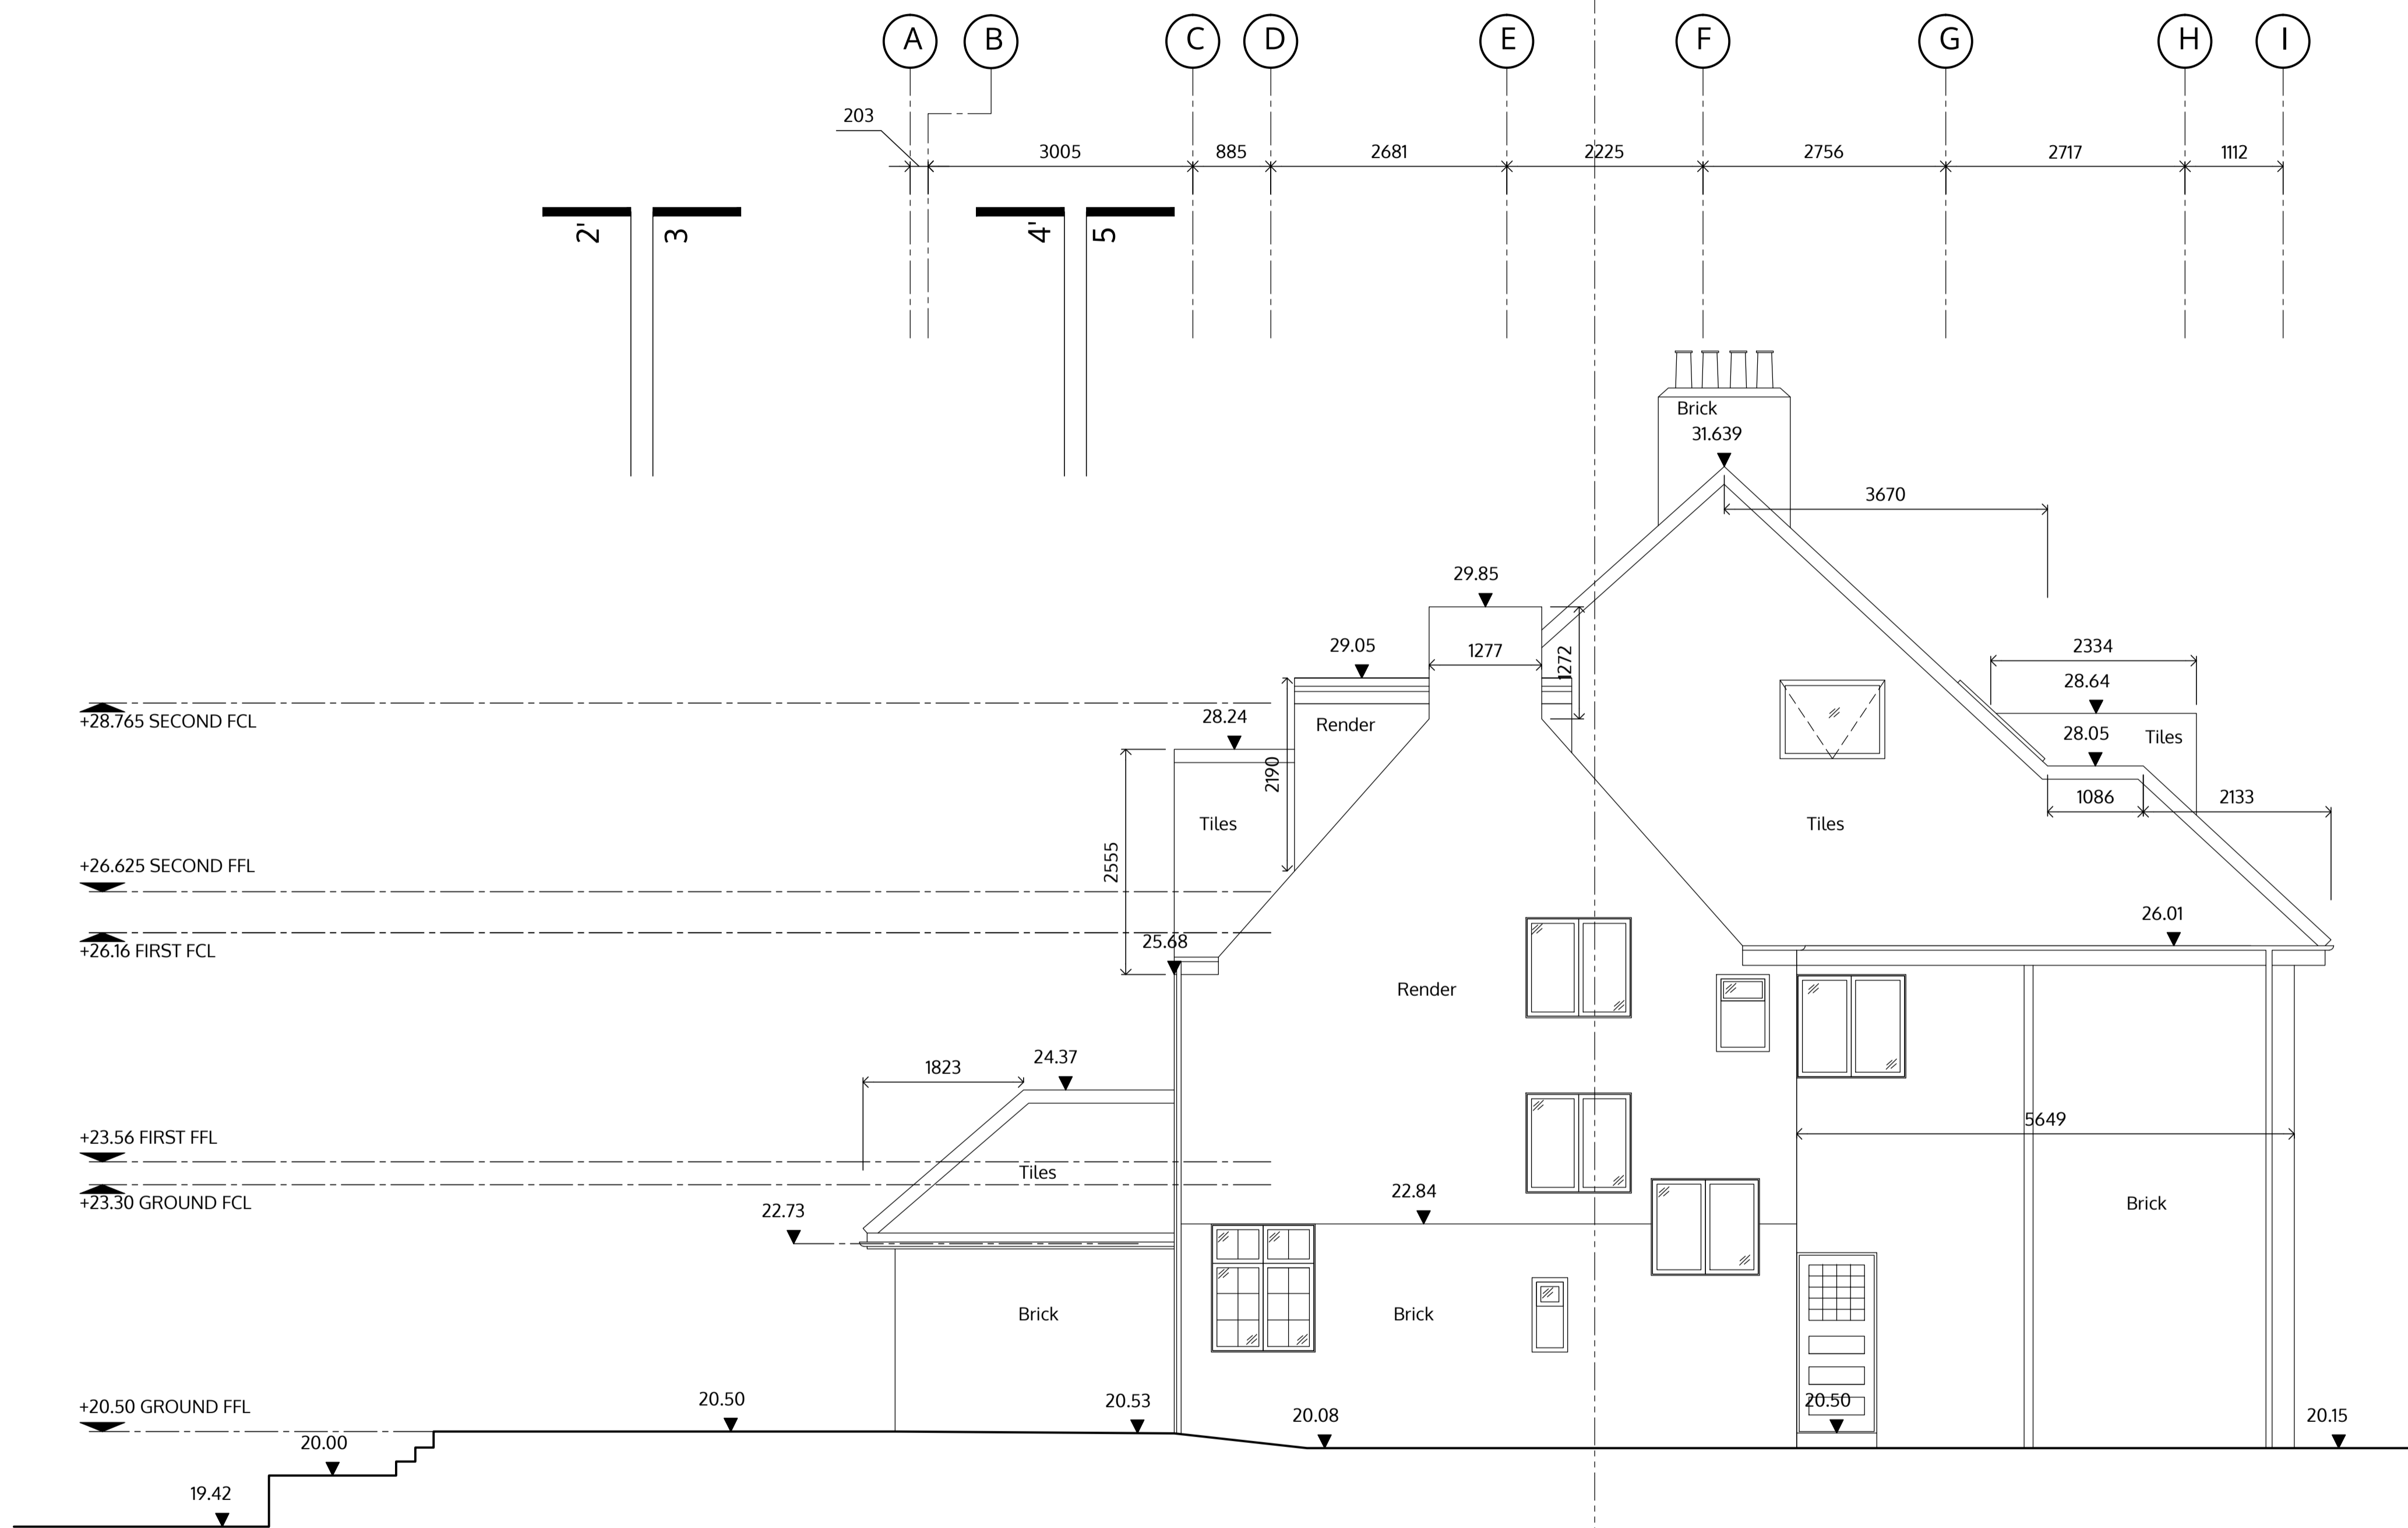 A B C D E F G H I
203
3005 885 2681 2225 2756 2717 1112
2' 3 4' 5
Brick
31.639
3670
29.85
29.05
1277
1272
2334
28.64
+28.765 SECOND FCL
28.24
Render
28.05
Tiles
2190
1086
2133
Tiles
Tiles
2555
+26.625 SECOND FFL
26.01
+26.16 FIRST FCL
25.68
Render
1823
24.37
5649
+23.56 FIRST FFL
Tiles
+23.30 GROUND FCL
22.73
22.84
Brick
Brick
Brick
+20.50 GROUND FFL
20.50
20.53
20.08
20.50
20.15
20.00
19.42